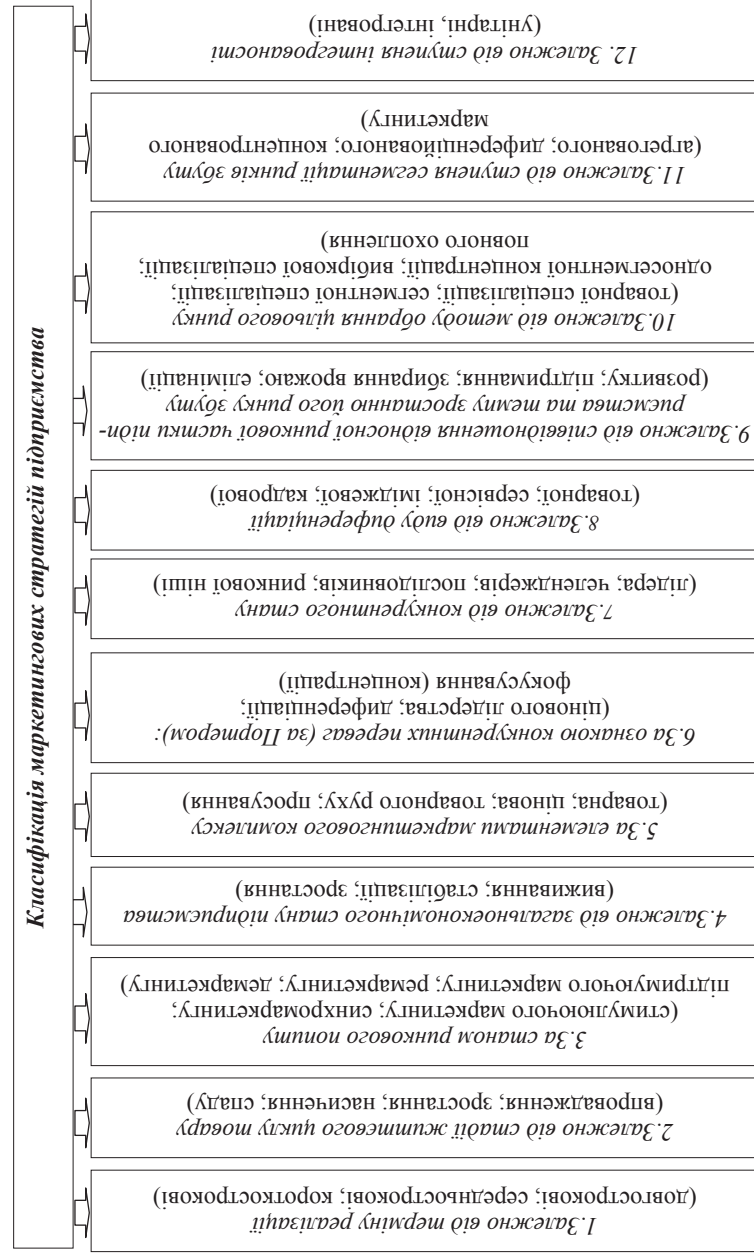 Класифікація маркетингових стратегій підприємства
1.Залежно від терміну реалізації
(довгострокові; середньострокові; короткострокові)
2.Залежно від стадії життєвого циклу товару
(впровадження; зростання; насичення; спаду)
3.За станом ринкового попиту
(стимулюючого маркетингу; синхромаркетингу;
підтримуючого маркетингу; ремаркетингу; демаркетингу)
4.Залежно від загальноекономічного стану підприємства
(виживання; стабілізації; зростання)
5.За елементами маркетингового комплексу
(товарна; цінова; товарного руху; просування)
6.За ознакою конкурентних переваг (за Портером):
(цінового лідерства; диференціації;
фокусування (концентрації)
7.Залежно від конкурентного стану
(лідера; челенджерів; послідовників; ринкової ніші)
8.Залежно від виду диференціації
(товарної; сервісної; іміджевої; кадрової)
9.Залежно від співвідношення відносної ринкової частки підп-
риємства та темпу зростанню його ринку збуту
(розвитку; підтримання; збирання врожаю; елімінації)
10.Залежно від методу обрання цільового ринку
(товарної спеціалізації; сегментної спеціалізації;
односегментної концентрації; вибіркової спеціалізації;
повного охоплення)
11.Залежно від ступеня сегментації ринків збуту
(агрегованого; диференційованого; концентрованого
маркетингу)
12. Залежно від ступеня інтегрованості
(унітарні, інтегровані)